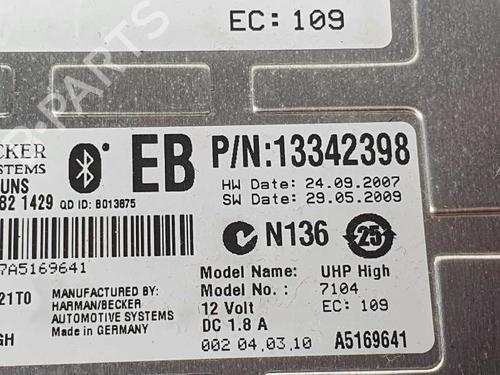 EC: 109
CKER
YSTEMS
UNS
82 1429 QD ID: B013675
EB
P/N:13342398
HW Date: 24.09.2007
SW Date: 29.05.2009
N136
25
7A5169641
21T0
GH
MANUFACTURED BY:
HARMAN/BECKER
AUTOMOTIVE SYSTEMS
Made in GERMANY
Model Name: UHP High
Model No.: 7104
12 Volt EC: 109
DC 1.8 A
002 04.03.10 A5169641